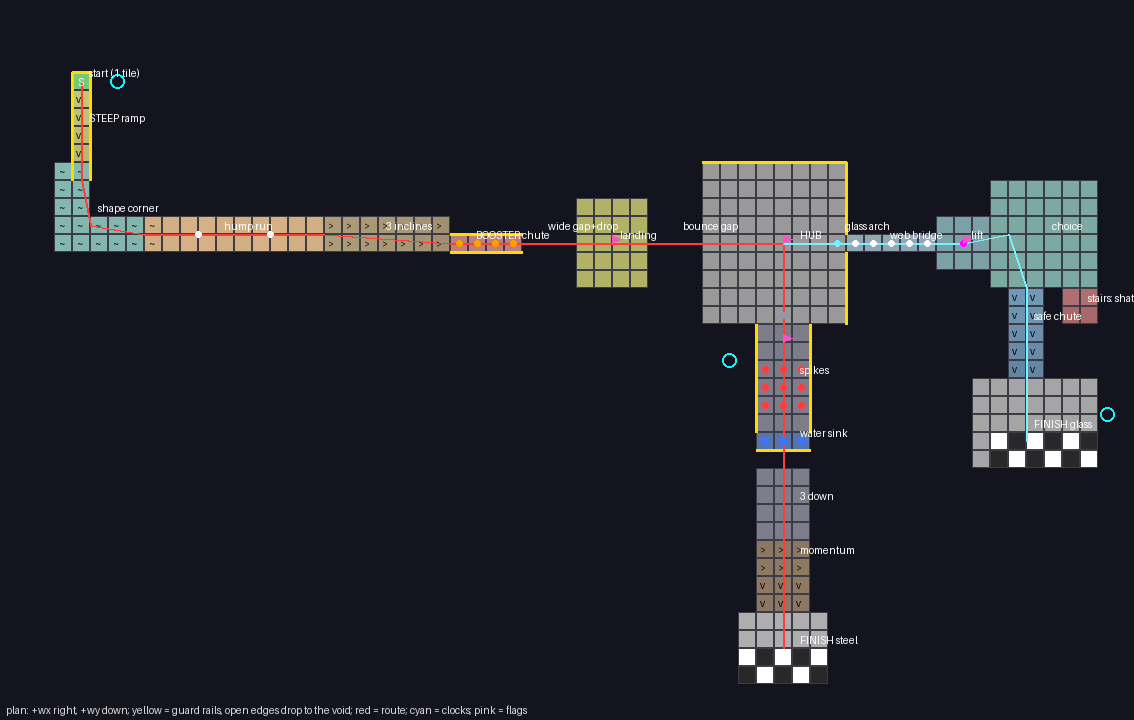 start (1 tile)
S
STEEP ramp
shape corner
hump run
3 inclines
BOOSTER chute
wide gap+drop
landing
bounce gap
HUB
glass arch
web bridge
lift
choice
stairs: shat
safe chute
spikes
FINISH glass
water sink
3 down
momentum
FINISH steel
plan: +wx right, +wy down; yellow = guard rails, open edges drop to the void; red = route; cyan = clocks; pink = flags